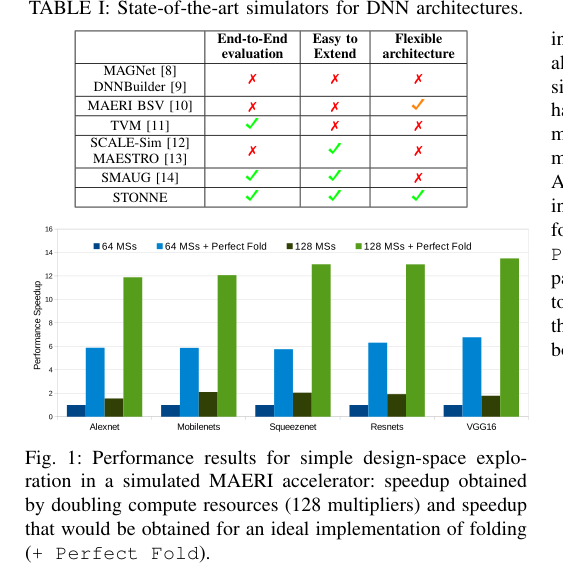 TABLE I: State-of-the-art simulators for DNN architectures.
End-to-End evaluation Easy to Extend Flexible architecture
MAGNet [8]
DNNBuilder [9] ✗ ✗ ✗
MAERI BSV [10] ✗ ✗ ✓
TVM [11] ✓ ✗ ✗
SCALE-Sim [12]
MAESTRO [13] ✗ ✓ ✗
SMAUG [14] ✓ ✓ ✗
STONNE ✓ ✓ ✓
16
14
12
10
8
6
4
2
0
Performance Speedup
64 MSs 64 MSs + Perfect Fold 128 MSs 128 MSs + Perfect Fold
Alexnet Mobilenets Squeezenet Resnets VGG16
Fig. 1: Performance results for simple design-space explo-
ration in a simulated MAERI accelerator: speedup obtained
by doubling compute resources (128 multipliers) and speedup
that would be obtained for an ideal implementation of folding
(+ Perfect Fold).
in
al
si
ha
m
m
A
in
fo
P
pa
to
th
be